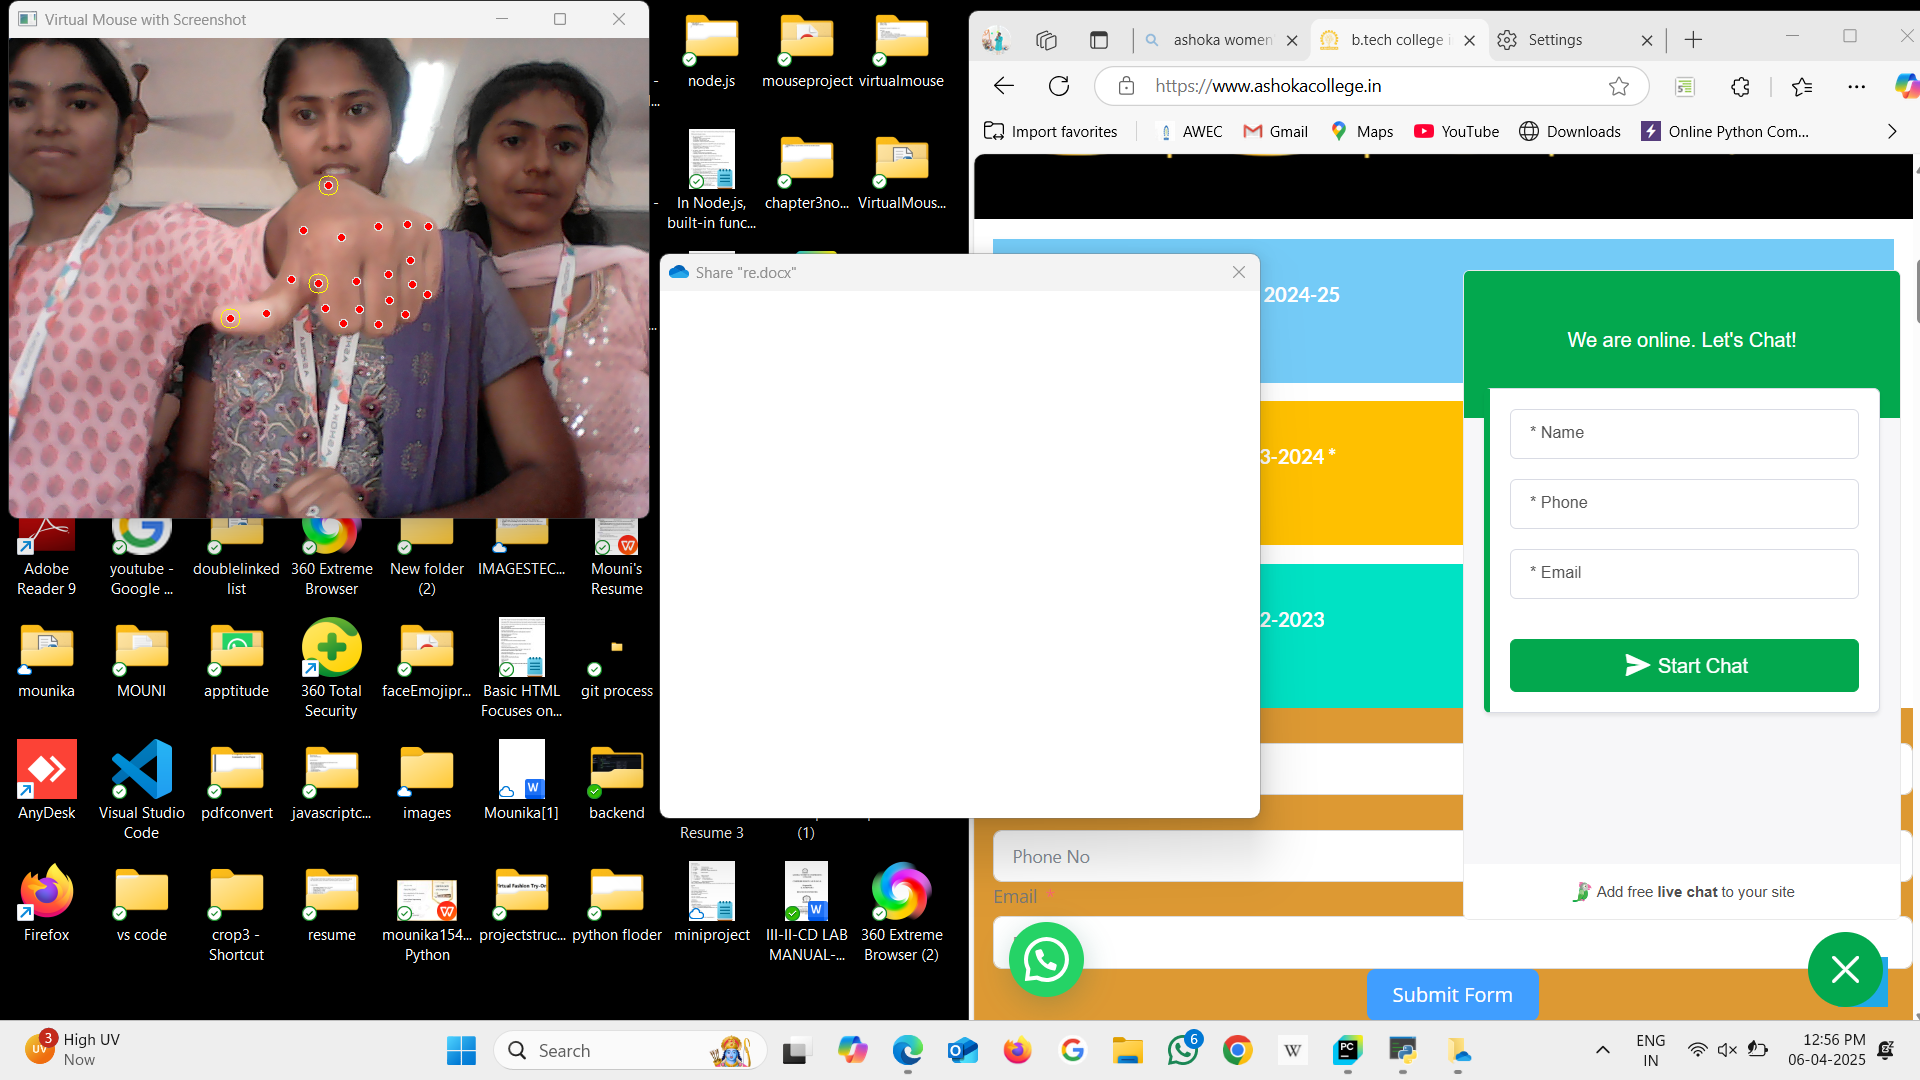 Virtual Mouse with Screenshot
node.js
mouseproject
virtualmouse
In Node.js,
built-in func...
chapter3no...
VirtualMous...
Share "re.docx"
Adobe
Reader 9
youtube -
Google ...
doublelinked
list
360 Extreme
Browser
New folder
(2)
IMAGESTEC...
Mouni's
Resume
mounika
MOUNI
apptitude
360 Total
Security
faceEmojipr...
Basic HTML
Focuses on...
git process
AnyDesk
Visual Studio
Code
pdfconvert
javascriptc...
images
Mounika[1]
backend
Resume 3
(1)
Firefox
vs code
crop3 -
Shortcut
resume
mounika154...
Python
projectstruc...
python floder
miniproject
III-II-CD LAB
MANUAL-...
360 Extreme
Browser (2)
ashoka women
b.tech college i
Settings
https://www.ashokacollege.in
Import favorites
AWEC
Gmail
Maps
YouTube
Downloads
Online Python Com...
2024-25
3-2024 *
2-2023
Phone No
Email *
Submit Form
We are online. Let's Chat!
* Name
* Phone
* Email
Start Chat
Add free live chat to your site
3
UV
High UV
Now
Search
6
W
PC
ENG
IN
12:56 PM
06-04-2025